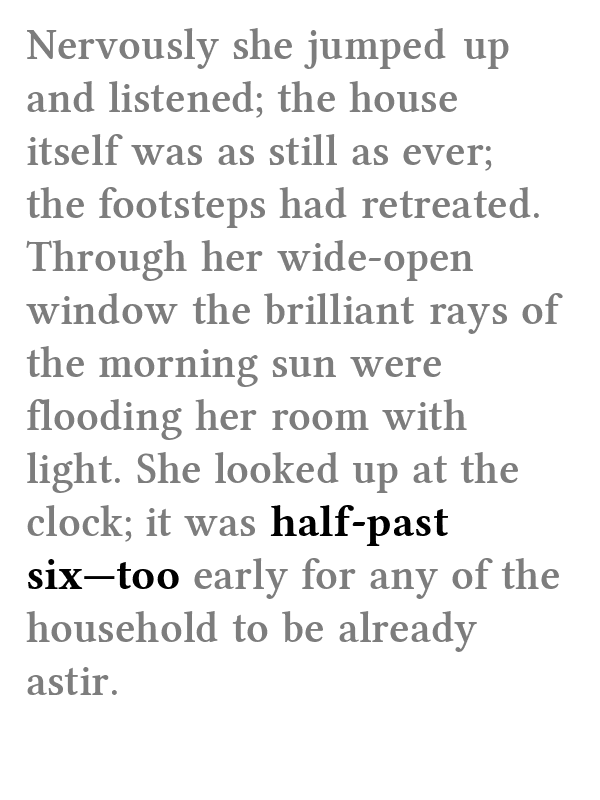 Nervously she jumped up
and listened; the house
itself was as still as ever;
the footsteps had retreated.
Through her wide-open
window the brilliant rays of
the morning sun were
flooding her room with
light. She looked up at the
clock; it was half-past
six—too early for any of the
household to be already
astir.